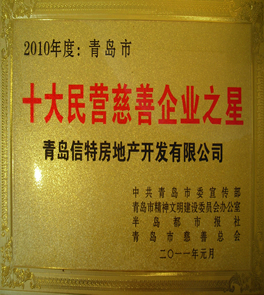 2010年度：青岛市
十大民营慈善企业之星
青岛信特房地产开发有限公司
中共青岛市委宣传部
青岛市精神文明建设委员会办公室
半岛都市报社
青岛市慈善总会
二〇一一年元月